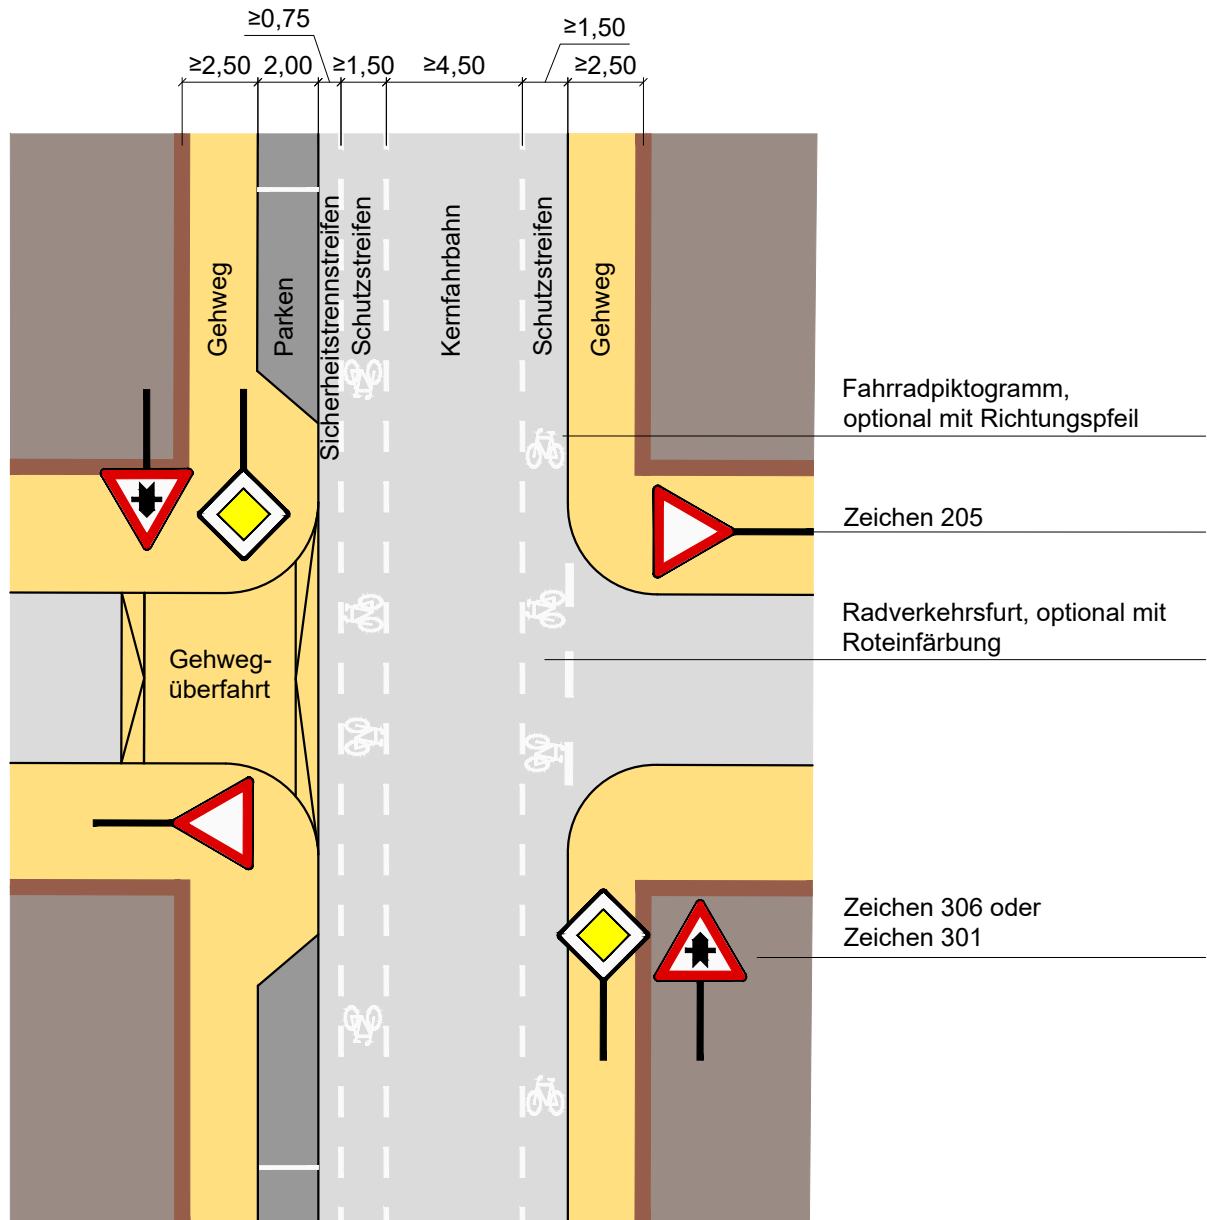 ≥0,75
≥1,50
≥2,50
2,00
≥1,50
≥4,50
≥2,50
Gehweg
Parken
Sicherheitstrennstreifen
Schutzstreifen
Kernfahrbahn
Schutzstreifen
Gehweg
Fahrradpiktogramm,
optional mit Richtungspfeil
Zeichen 205
Radverkehrsfurt, optional mit
Roteinfärbung
Gehweg-
überfahrt
Zeichen 306 oder
Zeichen 301